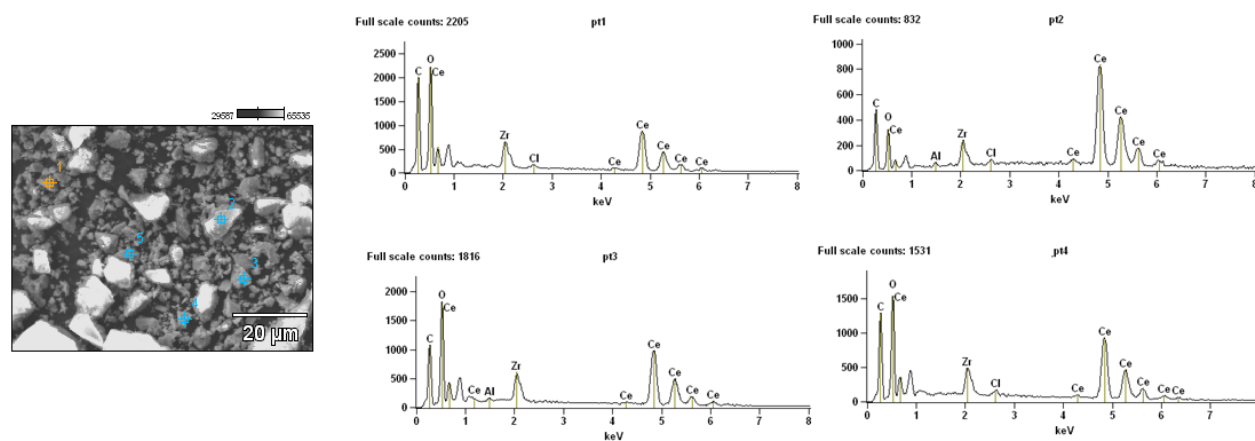 29587 65535
1
2
5
3
4
20 µm
Full scale counts: 2205 pt1
2500
2000
1500
1000
500
0
C O Ce Zr Cl Ce Ce Ce Ce Ce
0 1 2 3 4 5 6 7 8
keV
Full scale counts: 832 pt2
1000
800
600
400
200
0
C O Ce Al Zr Cl Ce Ce Ce Ce Ce
0 1 2 3 4 5 6 7 8
keV
Full scale counts: 1816 pt3
2000
1500
1000
500
0
C O Ce Ce Al Zr Ce Ce Ce Ce Ce
0 1 2 3 4 5 6 7 8
keV
Full scale counts: 1531 pt4
1500
1000
500
0
C O Ce Zr Cl Ce Ce Ce Ce Ce Ce
0 1 2 3 4 5 6 7 8
keV